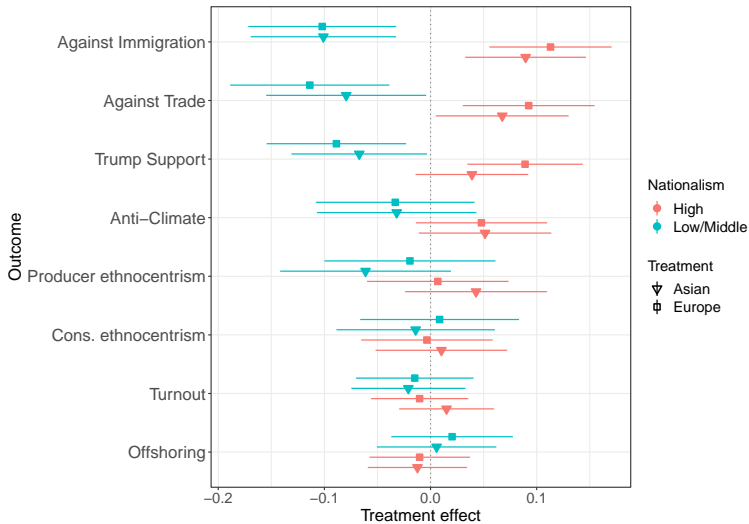 Against Immigration
Against Trade
Trump Support
Anti−Climate
Producer ethnocentrism
Cons. ethnocentrism
Turnout
Offshoring
Outcome
−0.2 −0.1 0.0 0.1
Treatment effect
Nationalism
High
Low/Middle
Treatment
Asian
Europe